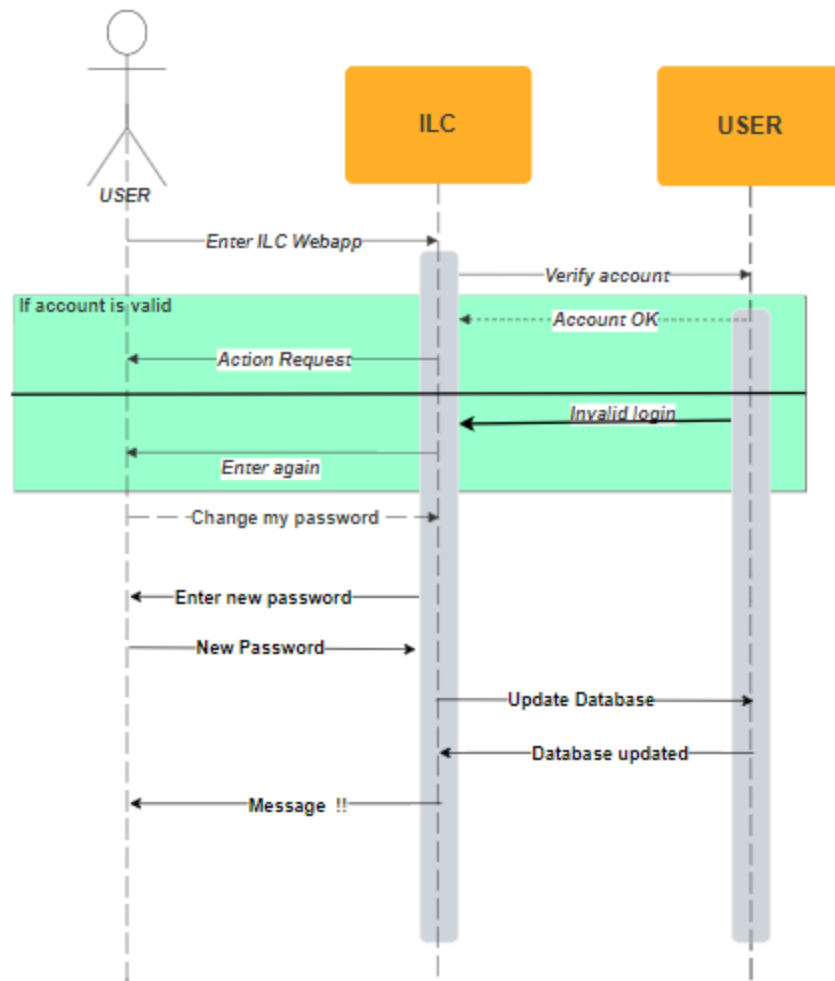 ILC
USER
USER
Enter ILC Webapp
Verify account
If account is valid
Account OK
Action Request
Invalid login
Enter again
Change my password
Enter new password
New Password
Update Database
Database updated
Message !!